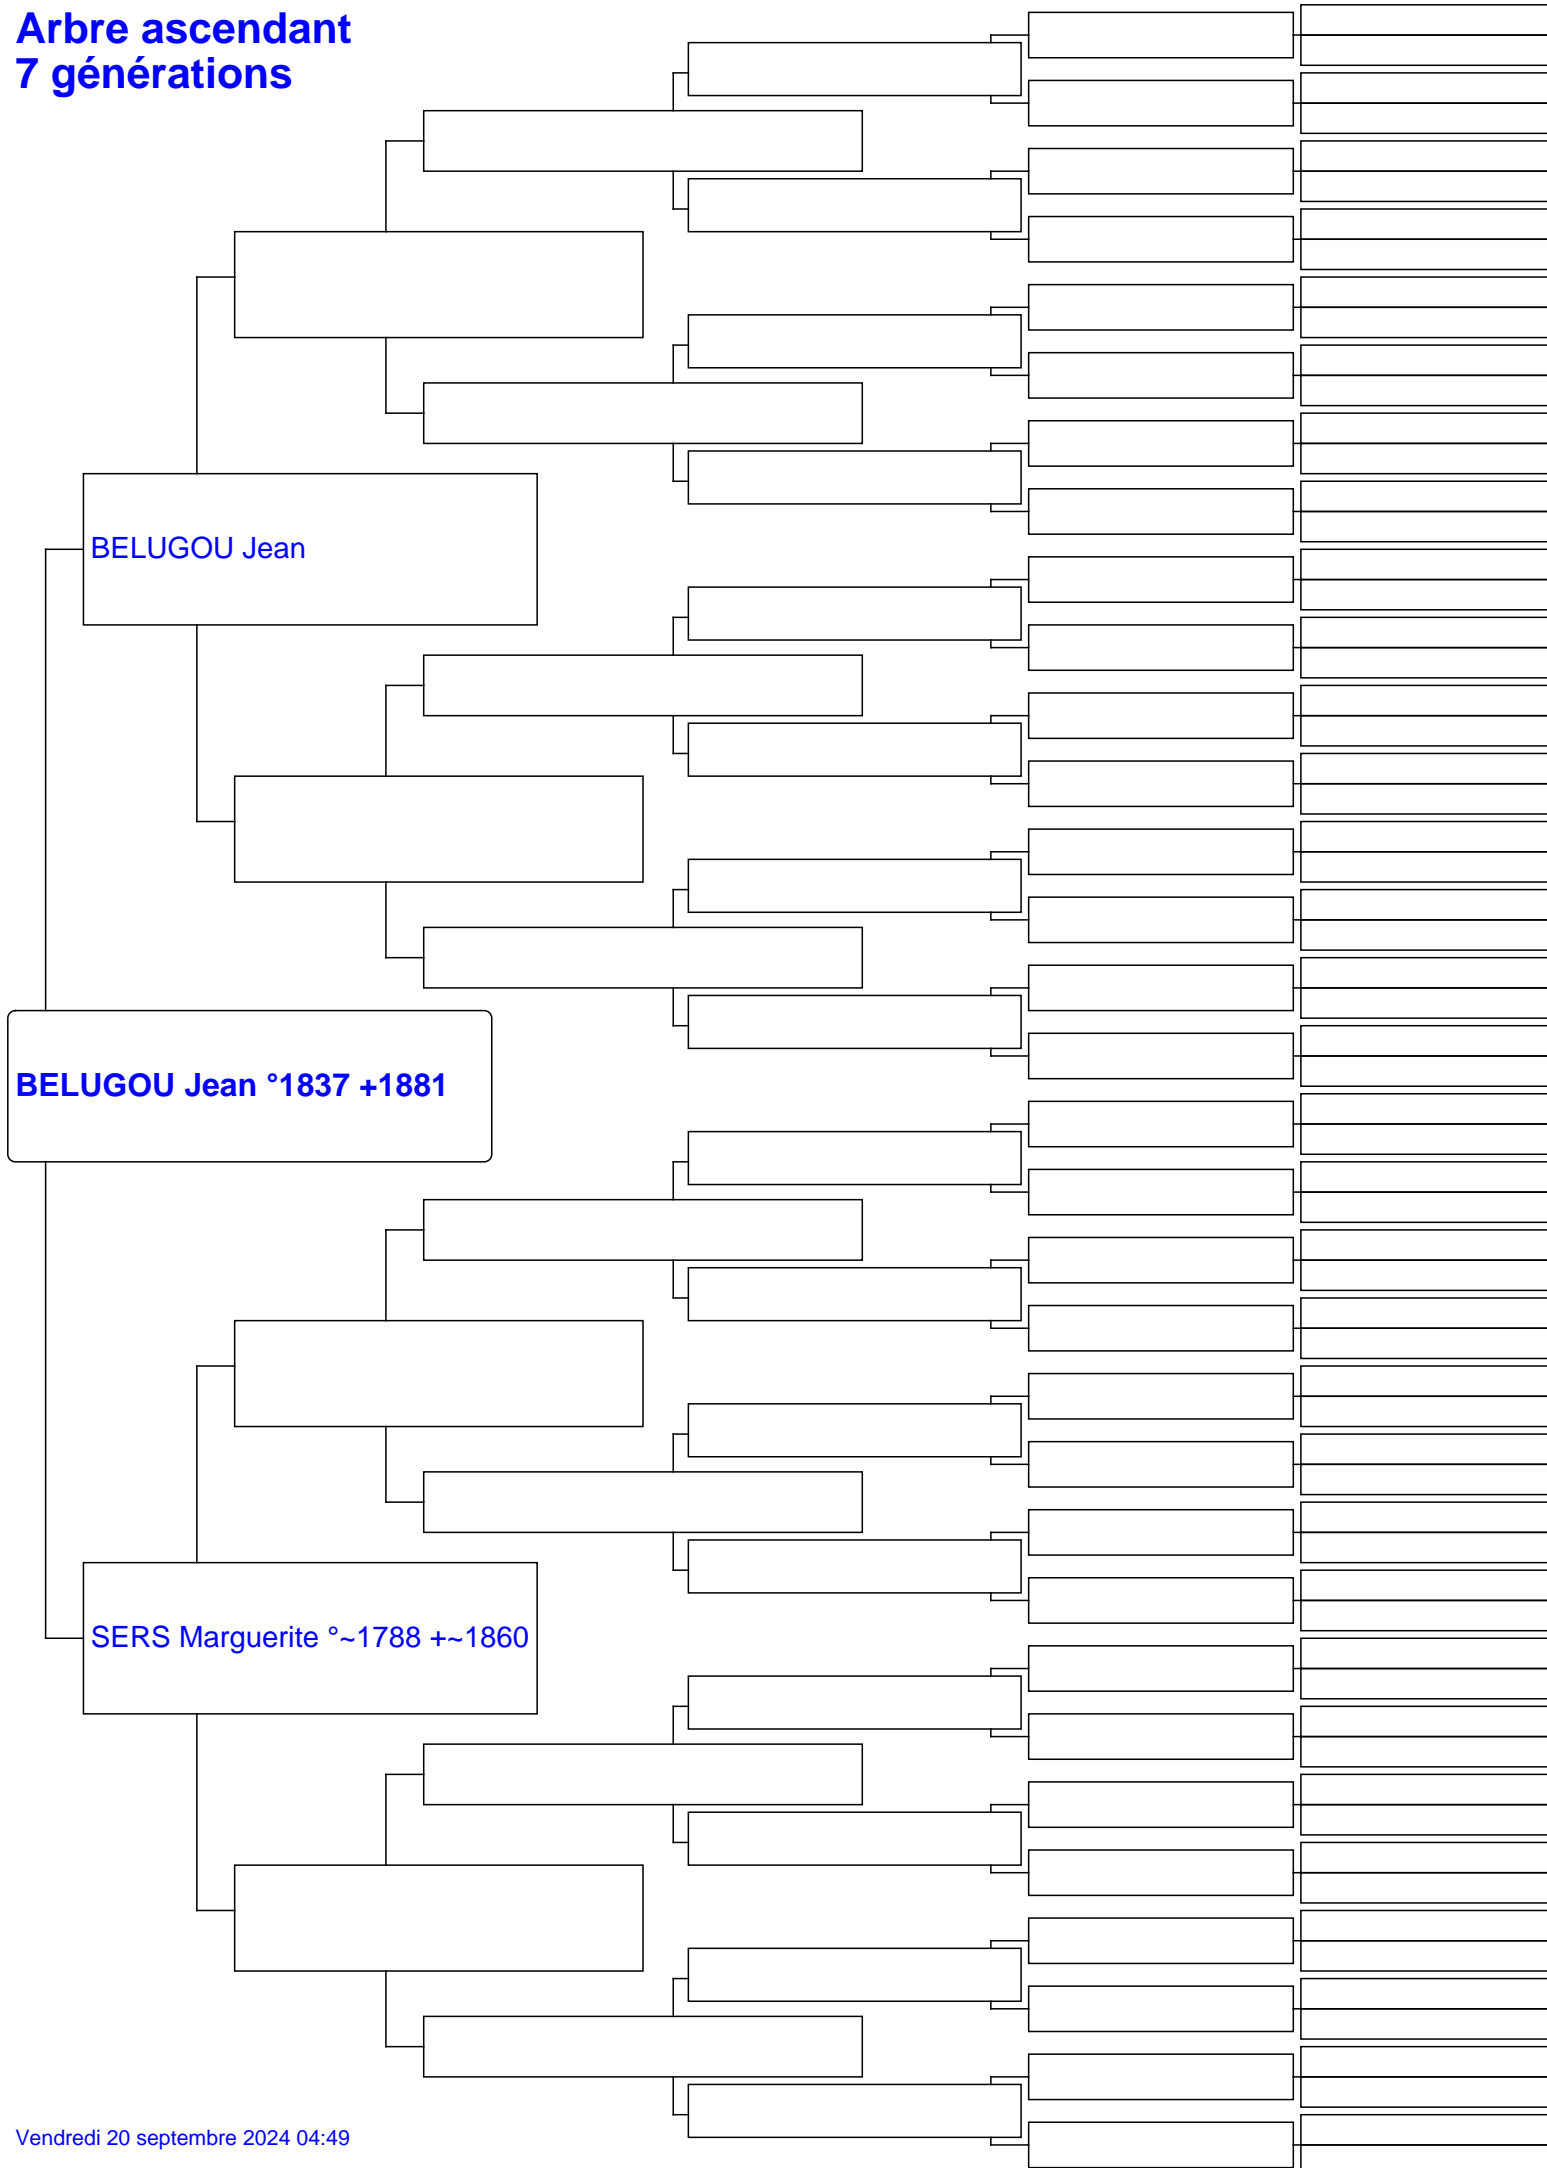 Arbre ascendant
7 générations
BELUGOU Jean
BELUGOU Jean °1837 +1881
SERS Marguerite °~1788 +~1860
Vendredi 20 septembre 2024 04:49